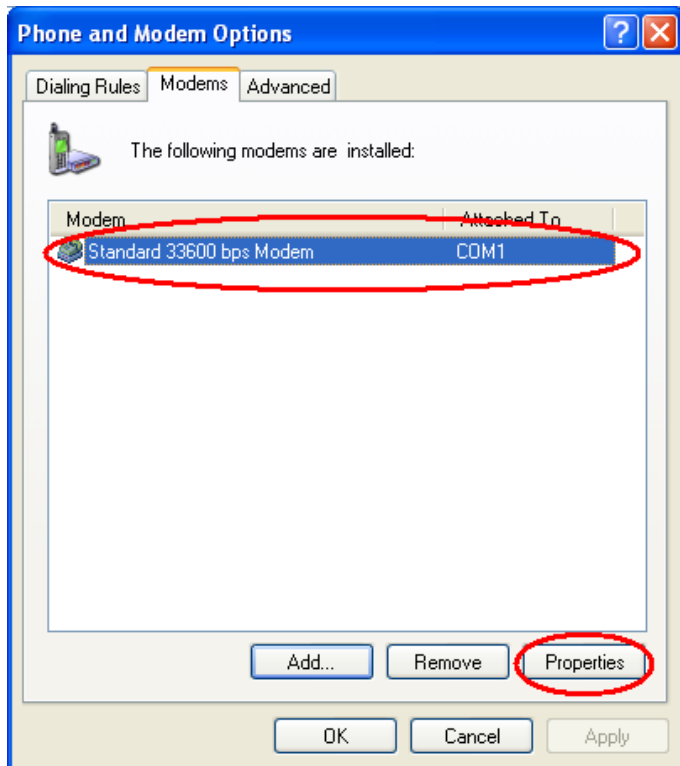 Phone and Modem Options
Dialing Rules Modems Advanced
The following modems are installed:
Modem Attached To
Standard 33600 bps Modem COM1
Add... Remove Properties
OK Cancel Apply